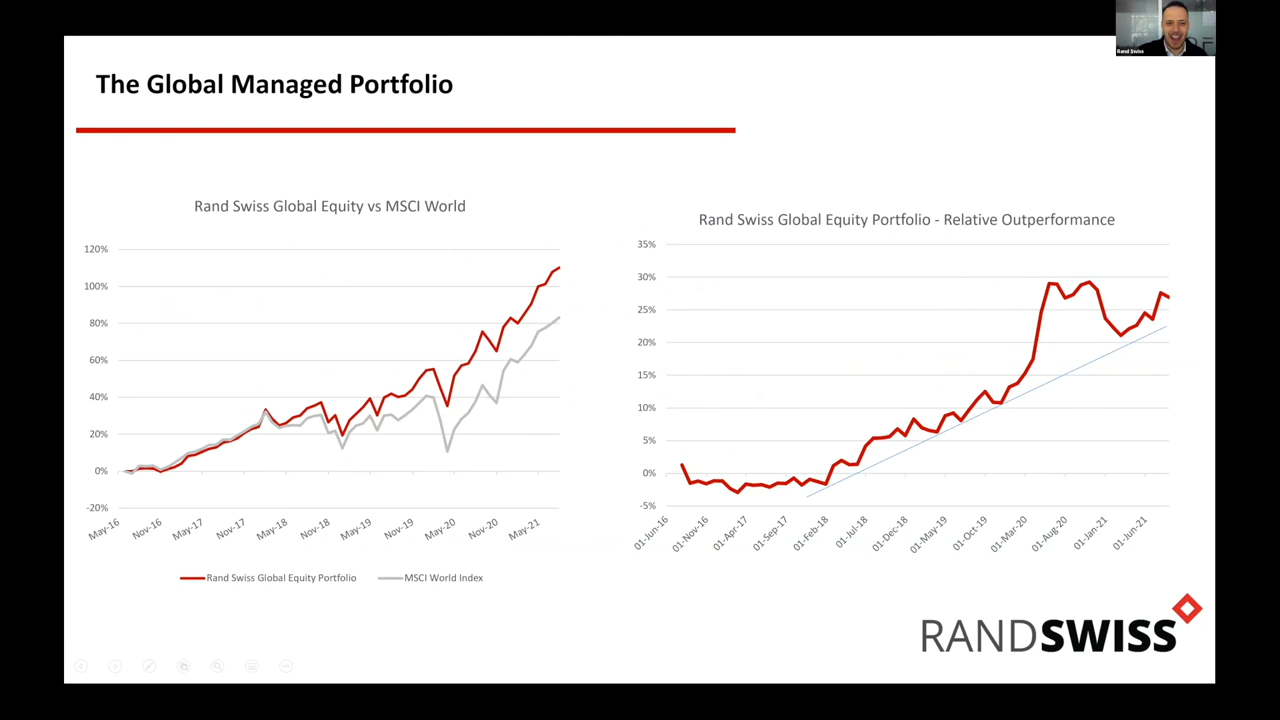 Rand Swiss
The Global Managed Portfolio
Rand Swiss Global Equity vs MSCI World
120%
100%
80%
60%
40%
20%
0%
-20%
May-16
Nov-16
May-17
Nov-17
May-18
Nov-18
May-19
Nov-19
May-20
Nov-20
May-21
Rand Swiss Global Equity Portfolio
MSCI World Index
Rand Swiss Global Equity Portfolio - Relative Outperformance
35%
30%
25%
20%
15%
10%
5%
0%
-5%
01-Jun-16
01-Nov-16
01-Apr-17
01-Sep-17
01-Feb-18
01-Jul-18
01-Dec-18
01-May-19
01-Oct-19
01-Mar-20
01-Aug-20
01-Jan-21
01-Jun-21
RANDSWISS